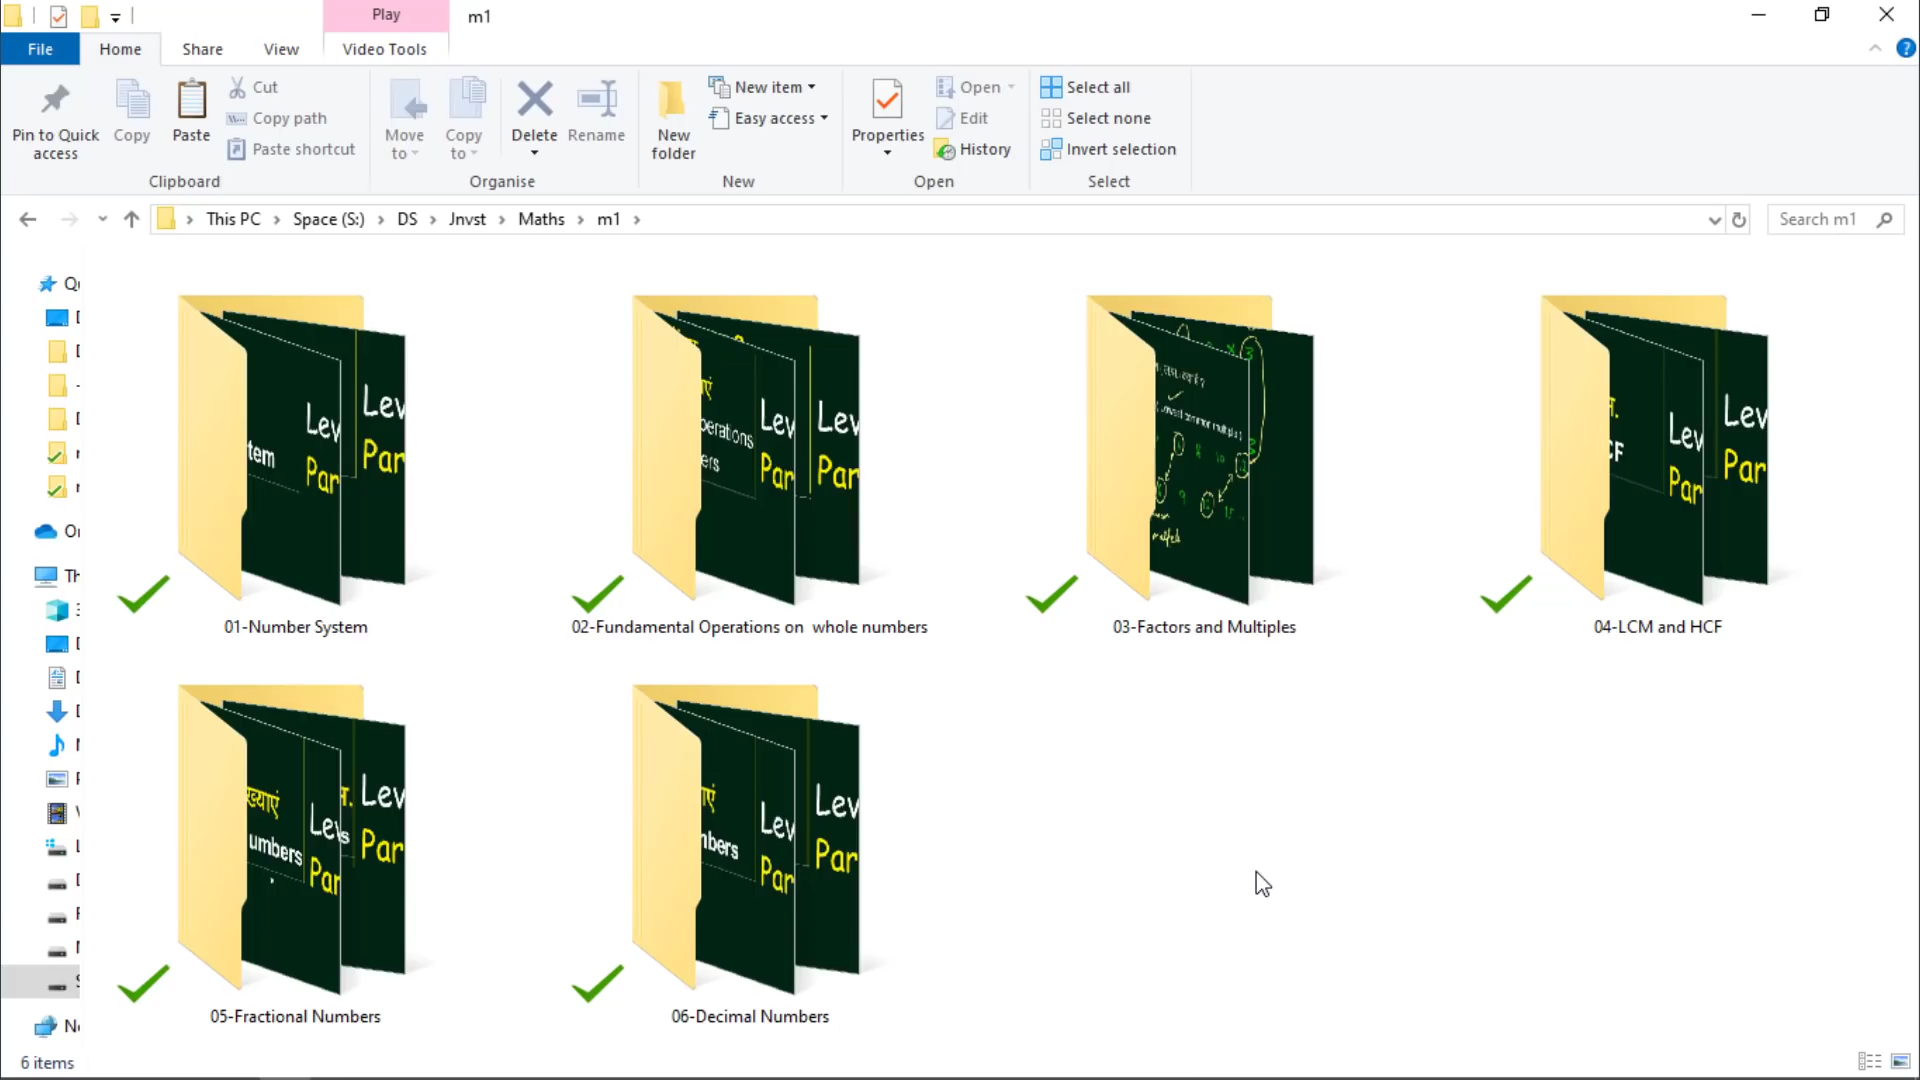 Play
m1
File
Home
Share
View
Video Tools
Pin to Quick access
Copy
Paste
Cut
Copy path
Paste shortcut
Clipboard
Move to
Copy to
Delete
Rename
Organise
New folder
New item
Easy access
New
Properties
Open
Edit
History
Open
Select all
Select none
Invert selection
Select
This PC > Space (S:) > DS > Jnvst > Maths > m1 >
Search m1
01-Number System
02-Fundamental Operations on  whole numbers
03-Factors and Multiples
04-LCM and HCF
05-Fractional Numbers
06-Decimal Numbers
6 items